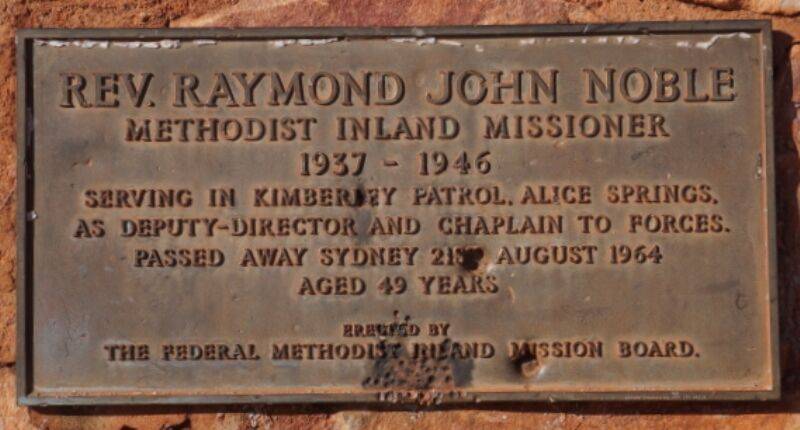 REV. RAYMOND JOHN NOBLE
METHODIST INLAND MISSIONER
1937 - 1946
SERVING IN KIMBERLEY PATROL. ALICE SPRINGS.
AS DEPUTY-DIRECTOR AND CHAPLAIN TO FORCES.
PASSED AWAY SYDNEY 21ST AUGUST 1964
AGED 49 YEARS
ERECTED BY
THE FEDERAL METHODIST INLAND MISSION BOARD.